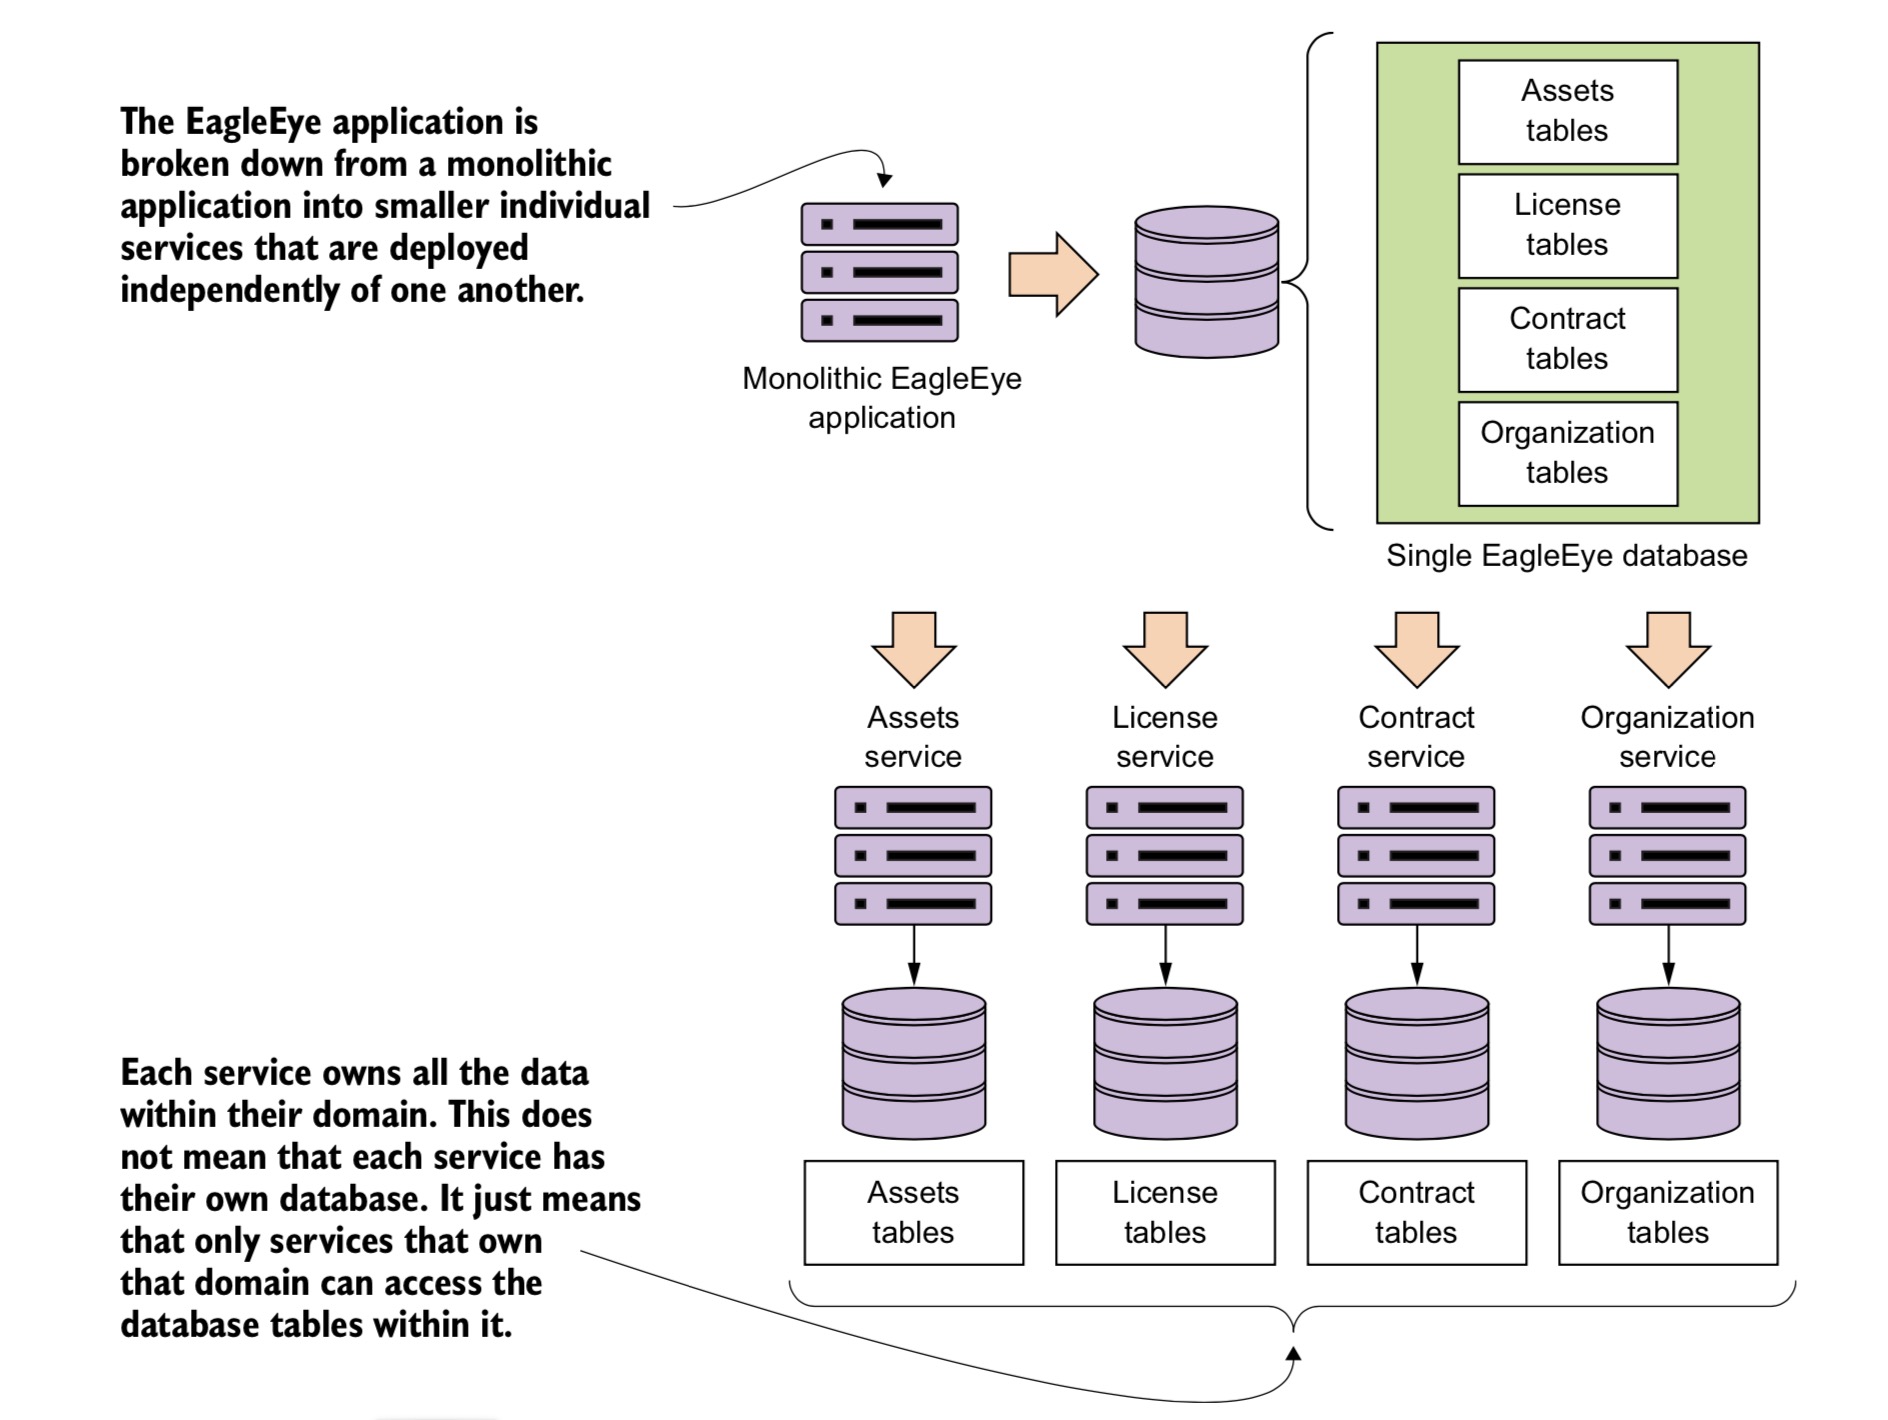 The EagleEye application is
broken down from a monolithic
application into smaller individual
services that are deployed
independently of one another.
Monolithic EagleEye
application
Assets
tables
License
tables
Contract
tables
Organization
tables
Single EagleEye database
Assets
service
License
service
Contract
service
Organization
service
Each service owns all the data
within their domain. This does
not mean that each service has
their own database. It just means
that only services that own
that domain can access the
database tables within it.
Assets
tables
License
tables
Contract
tables
Organization
tables